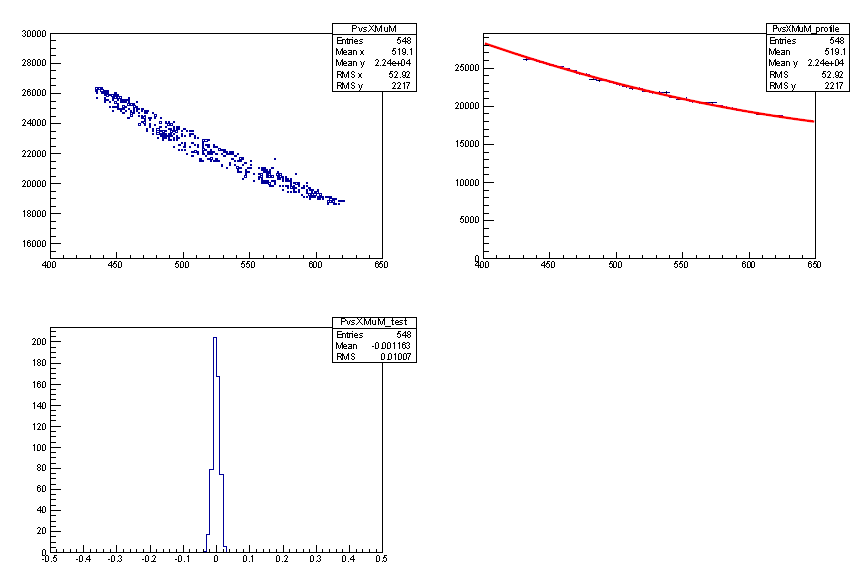 PvsXMuM
Entries 548
Mean x 519.1
Mean y 2.24e+04
RMS x 52.92
RMS y 2217
30000
28000
26000
24000
22000
20000
18000
16000
400 450 500 550 600 650
PvsXMuM_profile
Entries 548
Mean 519.1
Mean y 2.24e+04
RMS 52.92
RMS y 2217
25000
20000
15000
10000
5000
0
400 450 500 550 600 650
PvsXMuM_test
Entries 548
Mean -0.001163
RMS 0.01007
200
180
160
140
120
100
80
60
40
20
0
-0.5 -0.4 -0.3 -0.2 -0.1 0 0.1 0.2 0.3 0.4 0.5